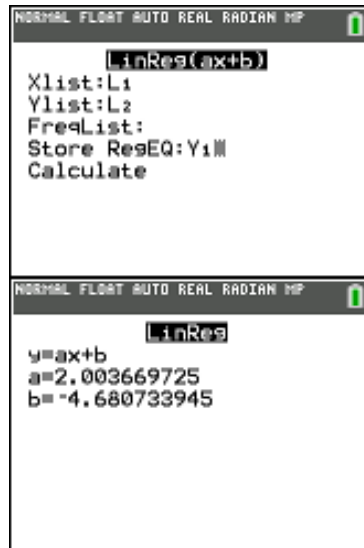 NORMAL FLOAT AUTO REAL RADIAN MP
LinReg(ax+b)
Xlist:L₁
Ylist:L₂
FreqList:
Store RegEQ:Y₁
Calculate
NORMAL FLOAT AUTO REAL RADIAN MP
LinReg
y=ax+b
a=2.003669725
b=-4.680733945